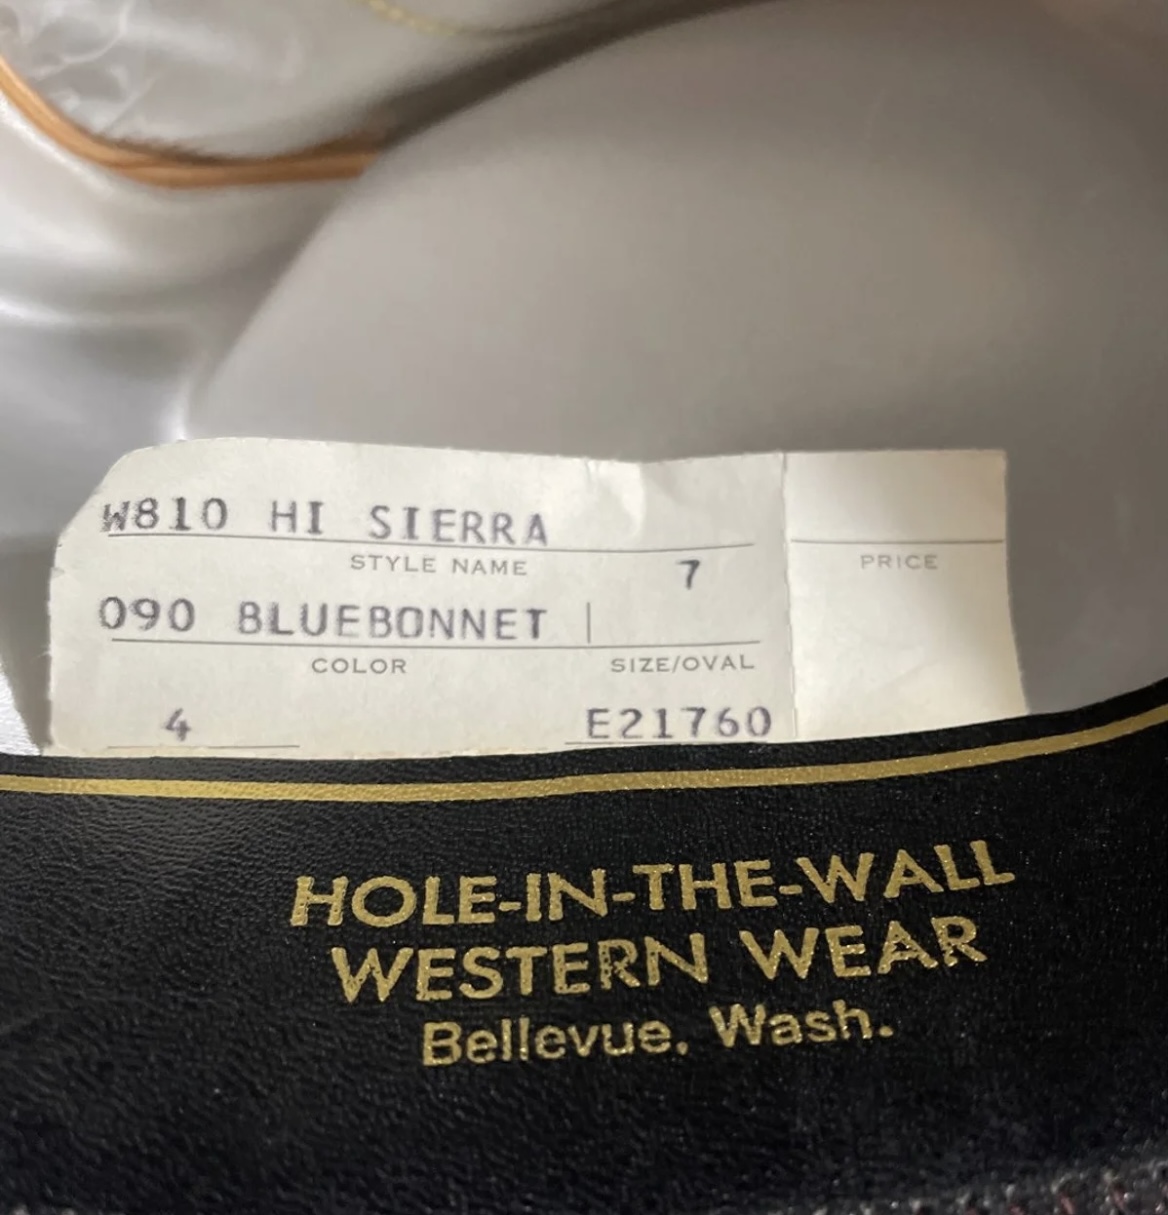 W810 HI SIERRA
STYLE NAME
7
PRICE
090 BLUEBONNET
COLOR
SIZE/OVAL
4
E21760
HOLE-IN-THE-WALL
WESTERN WEAR
Bellevue, Wash.